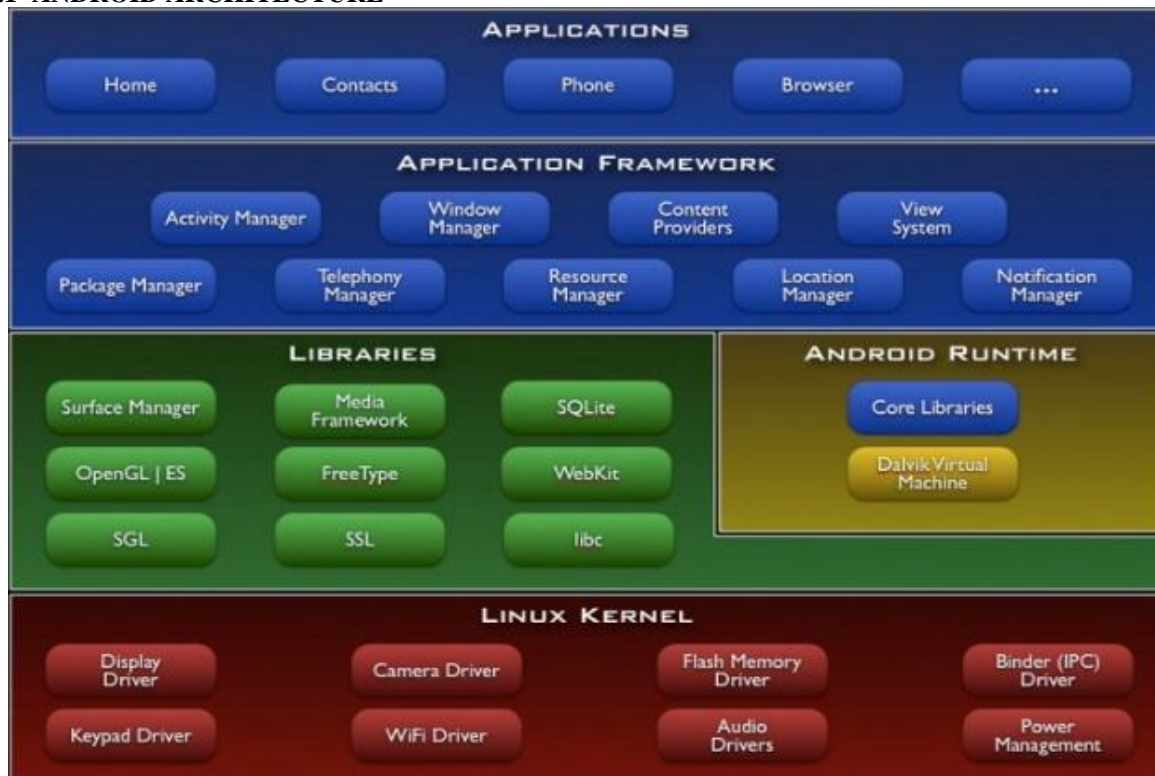 ANDROID ARCHITECTURE
APPLICATIONS
Home
Contacts
Phone
Browser
...
APPLICATION FRAMEWORK
Activity Manager
Window
Manager
Content
Providers
View
System
Package Manager
Telephony
Manager
Resource
Manager
Location
Manager
Notification
Manager
LIBRARIES
Surface Manager
Media
Framework
SQLite
OpenGL | ES
FreeType
WebKit
SGL
SSL
libc
ANDROID RUNTIME
Core Libraries
Dalvik Virtual
Machine
LINUX KERNEL
Display
Driver
Camera Driver
Flash Memory
Driver
Binder (IPC)
Driver
Keypad Driver
WiFi Driver
Audio
Drivers
Power
Management